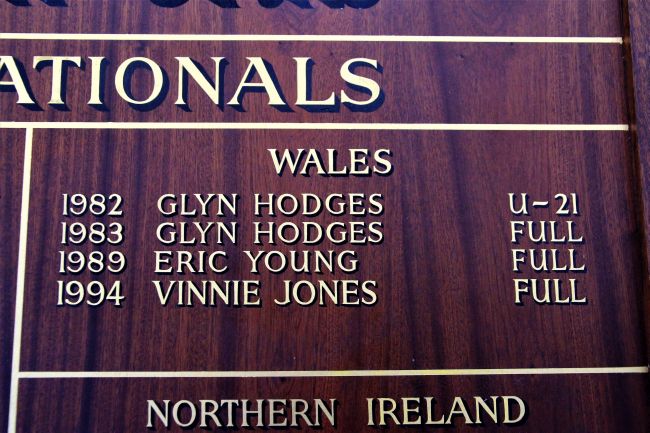 ATIONALS
WALES
1982 GLYN HODGES U-21
1983 GLYN HODGES FULL
1989 ERIC YOUNG FULL
1994 VINNIE JONES FULL
NORTHERN IRELAND